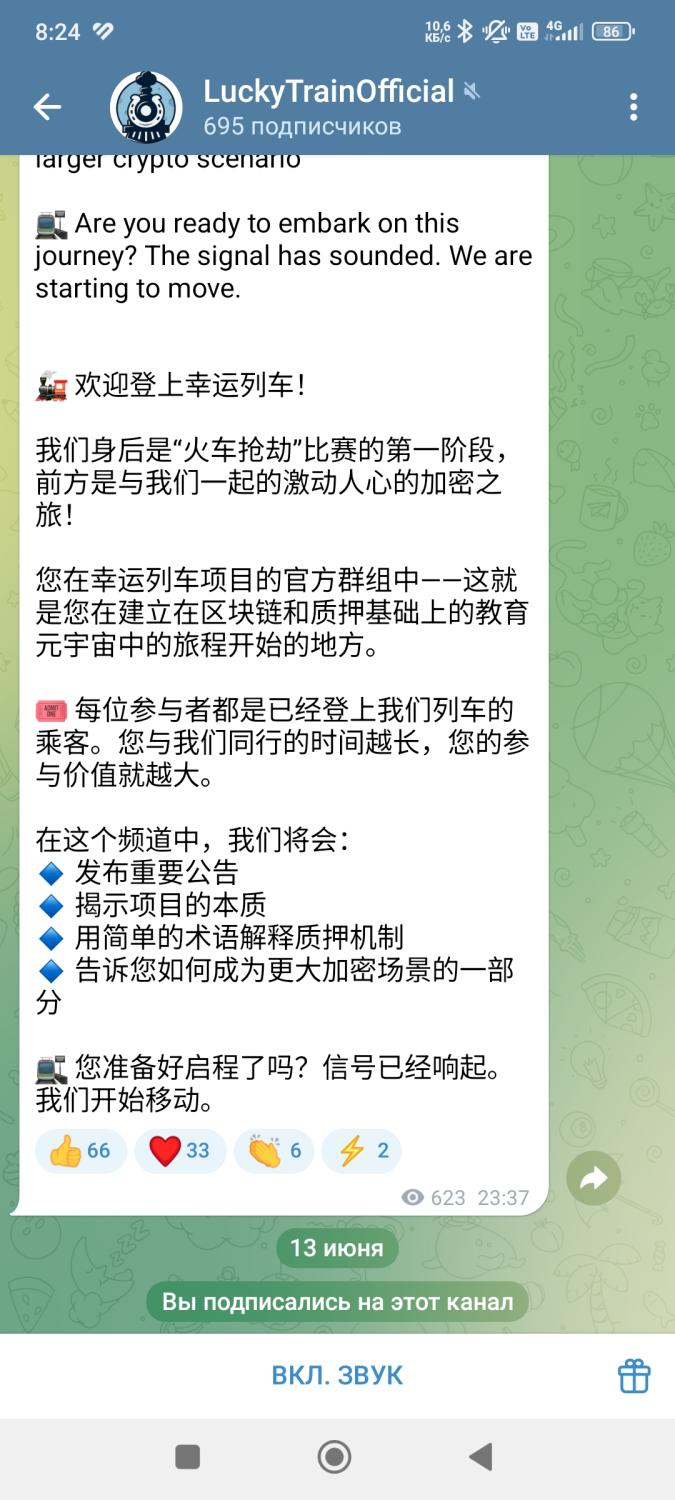 8:24
10,6
КБ/с
Vo
LTE
4G
86
LuckyTrainOfficial
695 подписчиков
larger crypto scenario
Are you ready to embark on this
journey? The signal has sounded. We are
starting to move.
🚂 欢迎登上幸运列车！
我们身后是“火车抢劫”比赛的第一阶段，
前方是与我们一起的激动人心的加密之
旅！
您在幸运列车项目的官方群组中——这就
是您在建立在区块链和质押基础上的教育
元宇宙中的旅程开始的地方。
🎟 每位参与者都是已经登上我们列车的
乘客。您与我们同行的时间越长，您的参
与价值就越大。
在这个频道中，我们将会：
🔹 发布重要公告
🔹 揭示项目的本质
🔹 用简单的术语解释质押机制
🔹 告诉您如何成为更大加密场景的一部
分
您准备好启程了吗？信号已经响起。
我们开始移动。
👍 66 ❤ 33 👏 6 ⚡ 2
623 23:37
13 июня
Вы подписались на этот канал
ВКЛ. ЗВУК